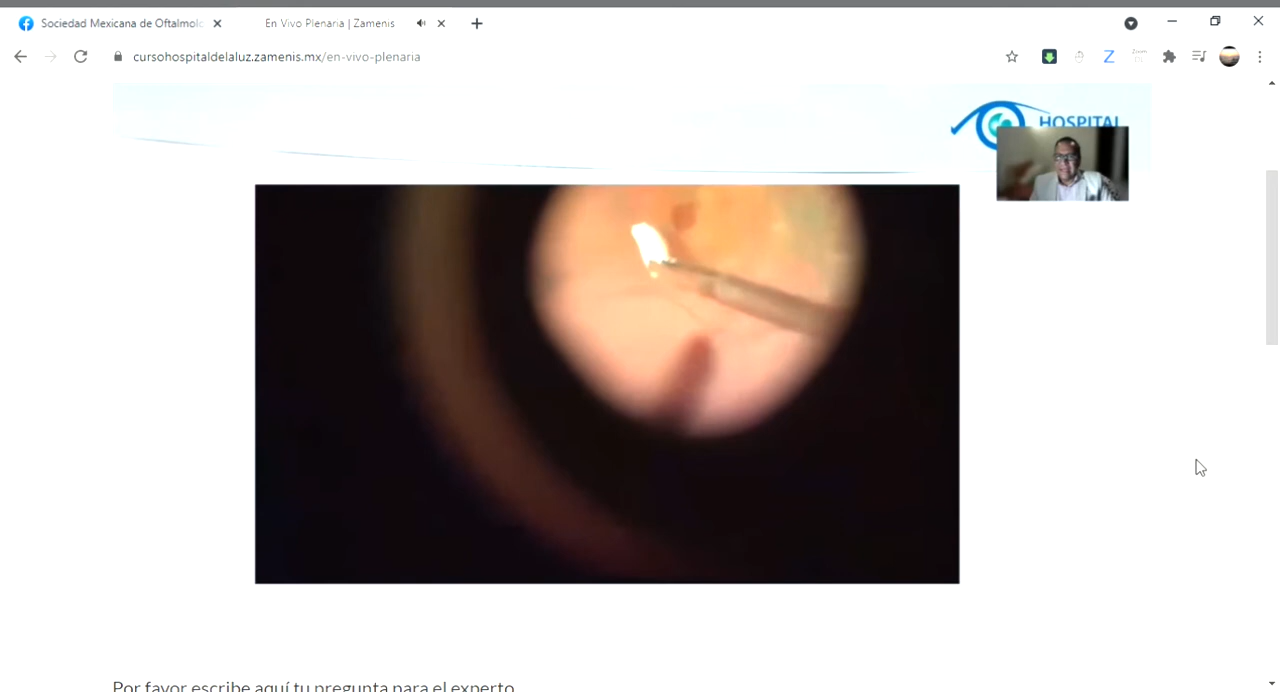 Sociedad Mexicana de Oftalmolo
En Vivo Plenaria | Zamenis
cursohospitaldelaluz.zamenis.mx/en-vivo-plenaria
HOSPITAL
Por favor escribe aquí tu pregunta para el experto